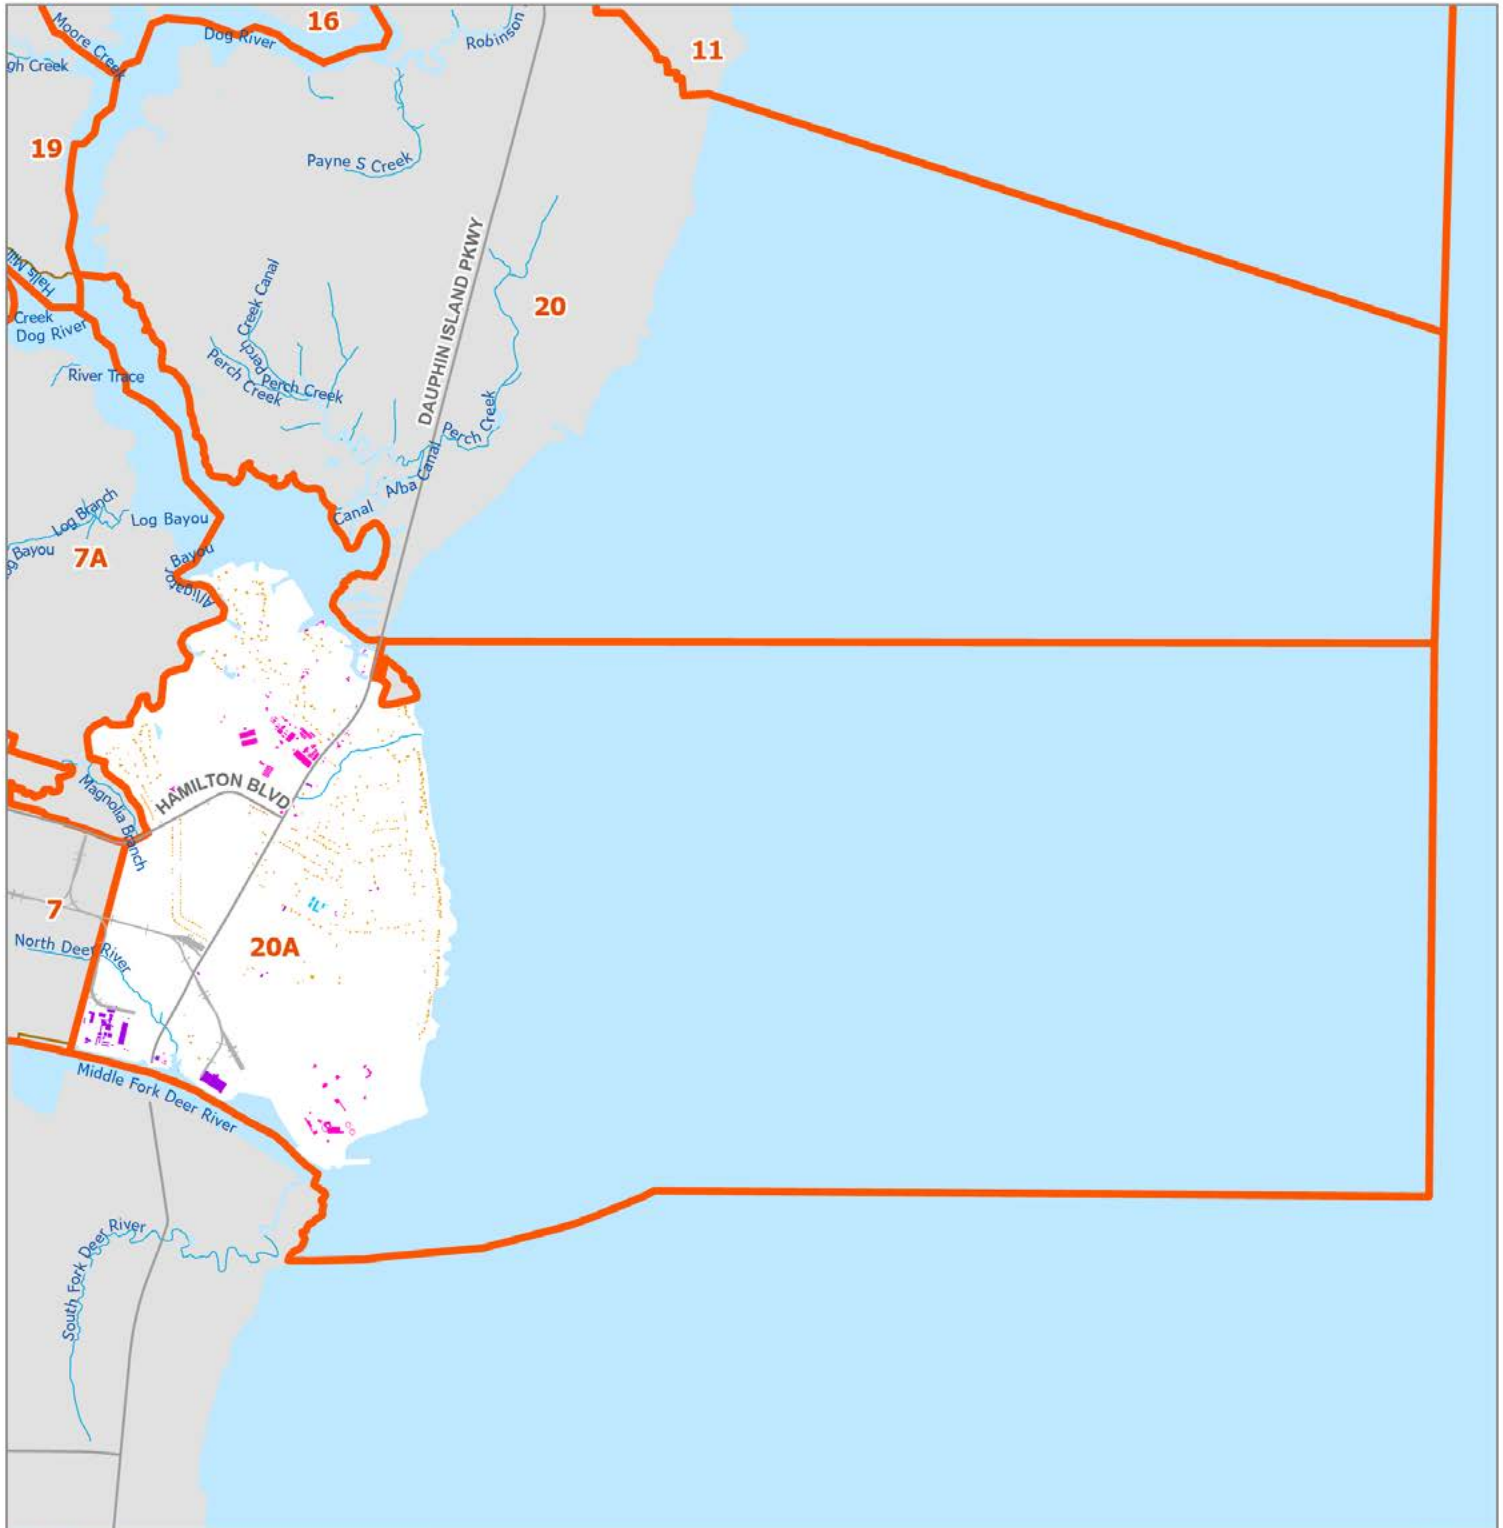 16
Moore Creek
Dog River
Robinson
11
gh Creek
19
Payne S Creek
DAUPHIN ISLAND PKWY
Halls Mill
Creek
Dog River
Creek Canal
Perch
20
Perch Creek
Perch Creek
River Trace
Perch Creek
A/ba Canal
Canal
Log Branch
Log Bayou
og Bayou
7A
Bayou
Alligator
HAMILTON BLVD
Magnolia Branch
7
20A
North Deer River
Middle Fork Deer River
South Fork Deer River